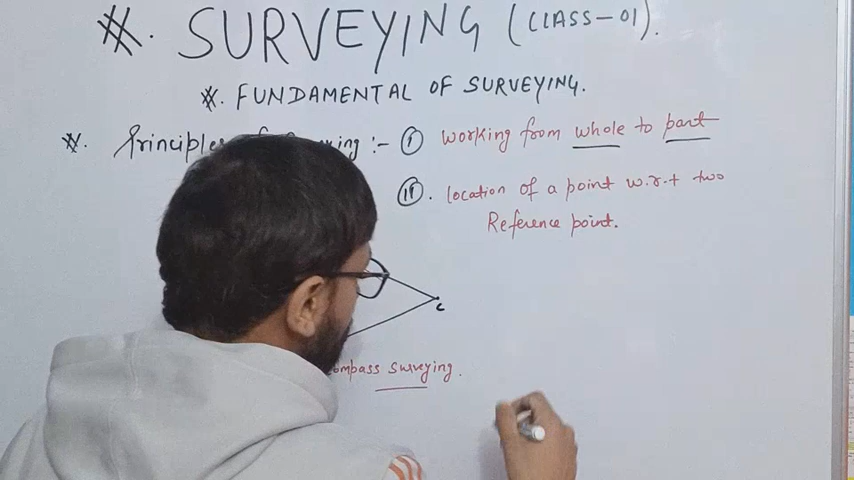 ※. SURVEYING (CLASS-01).
※. FUNDAMENTAL OF SURVEYING.
※. Principles :- (I) working from whole to part
(II). location of a point w.r.t two
Reference point.
c
ompass surveying.